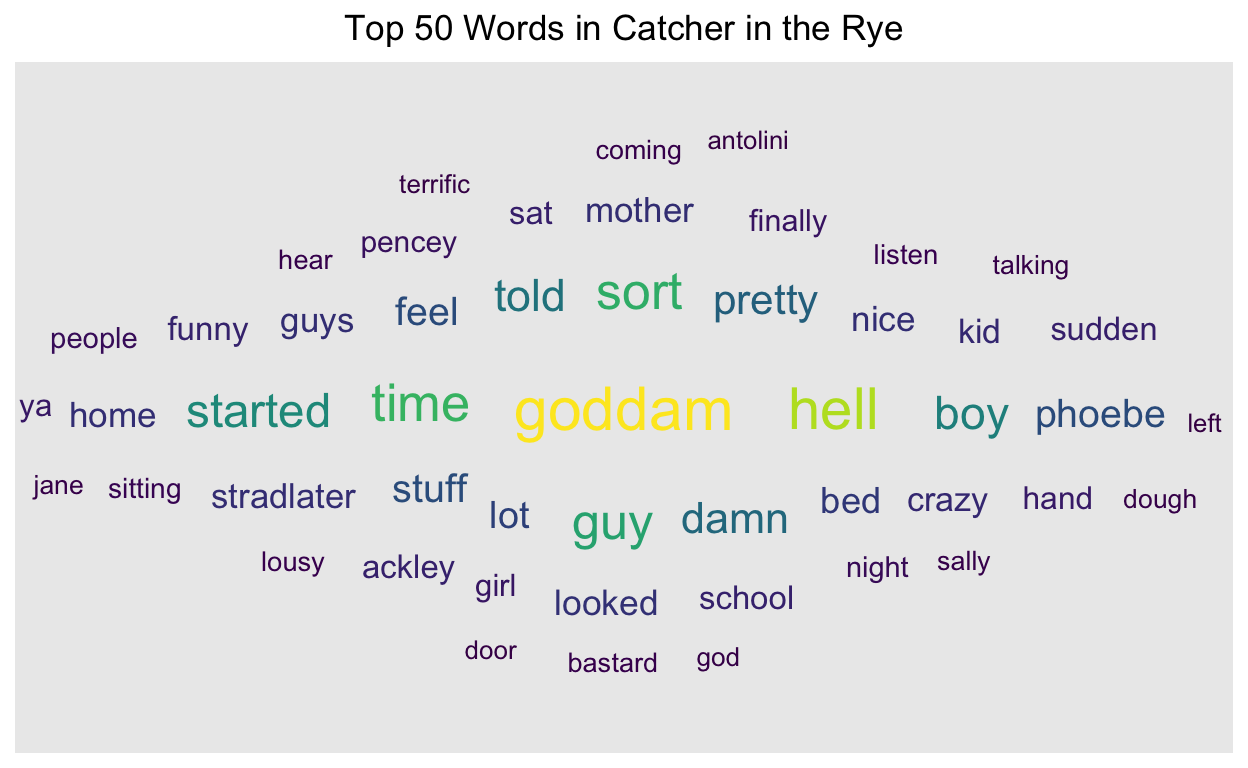 Top 50 Words in Catcher in the Rye
coming antolini
terrific
sat mother finally
hear pencey listen talking
told sort pretty
people funny guys feel nice kid sudden
ya home started time goddam hell boy phoebe left
jane sitting stradlater stuff bed crazy hand dough
lot guy damn
lousy ackley girl night sally
looked school
door bastard god